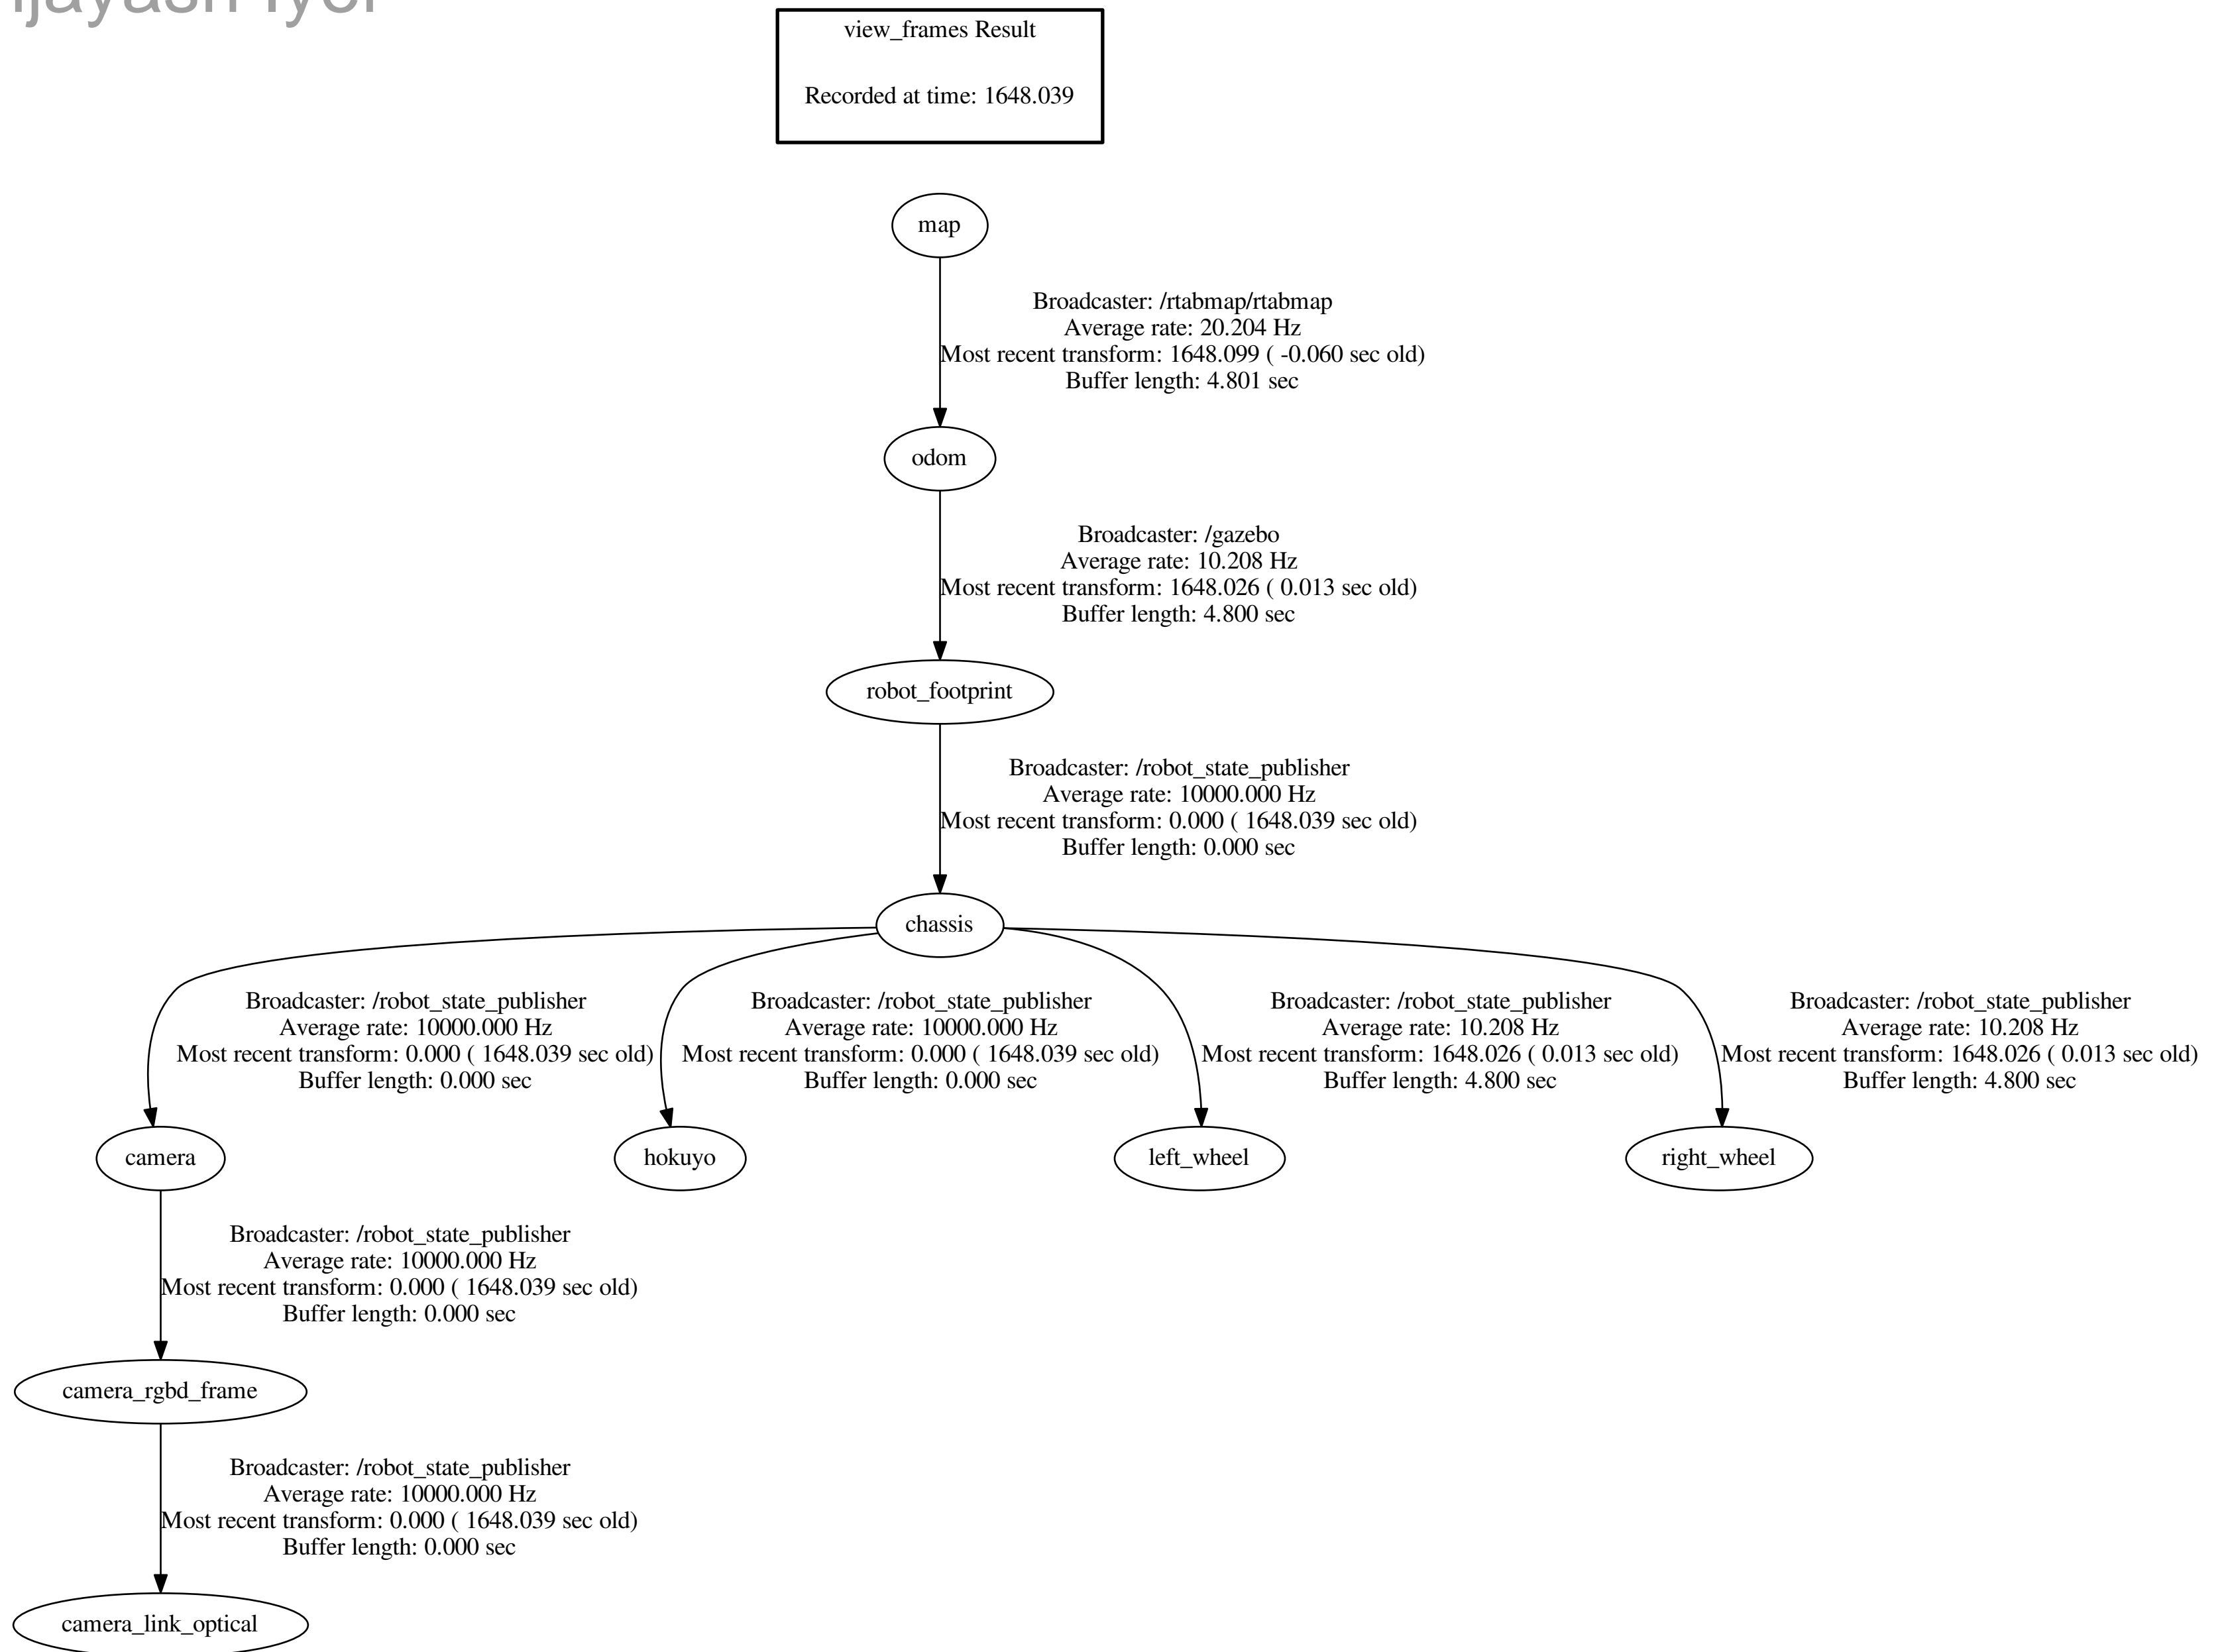 view_frames Result
Recorded at time: 1648.039
map
Broadcaster: /rtabmap/rtabmap
Average rate: 20.204 Hz
Most recent transform: 1648.099 ( -0.060 sec old)
Buffer length: 4.801 sec
odom
Broadcaster: /gazebo
Average rate: 10.208 Hz
Most recent transform: 1648.026 ( 0.013 sec old)
Buffer length: 4.800 sec
robot_footprint
Broadcaster: /robot_state_publisher
Average rate: 10000.000 Hz
Most recent transform: 0.000 ( 1648.039 sec old)
Buffer length: 0.000 sec
chassis
Broadcaster: /robot_state_publisher
Average rate: 10000.000 Hz
Most recent transform: 0.000 ( 1648.039 sec old)
Buffer length: 0.000 sec
Broadcaster: /robot_state_publisher
Average rate: 10000.000 Hz
Most recent transform: 0.000 ( 1648.039 sec old)
Buffer length: 0.000 sec
Broadcaster: /robot_state_publisher
Average rate: 10.208 Hz
Most recent transform: 1648.026 ( 0.013 sec old)
Buffer length: 4.800 sec
Broadcaster: /robot_state_publisher
Average rate: 10.208 Hz
Most recent transform: 1648.026 ( 0.013 sec old)
Buffer length: 4.800 sec
camera
hokuyo
left_wheel
right_wheel
Broadcaster: /robot_state_publisher
Average rate: 10000.000 Hz
Most recent transform: 0.000 ( 1648.039 sec old)
Buffer length: 0.000 sec
camera_rgbd_frame
Broadcaster: /robot_state_publisher
Average rate: 10000.000 Hz
Most recent transform: 0.000 ( 1648.039 sec old)
Buffer length: 0.000 sec
camera_link_optical